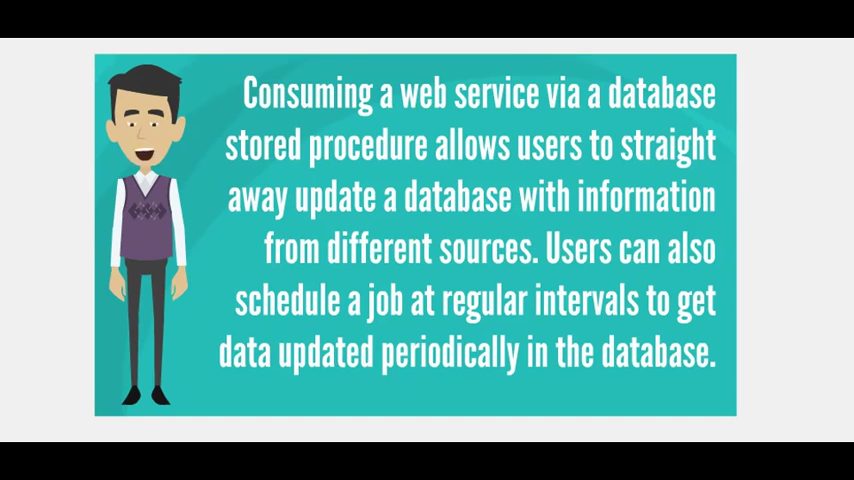 Consuming a web service via a database
stored procedure allows users to straight
away update a database with information
from different sources. Users can also
schedule a job at regular intervals to get
data updated periodically in the database.